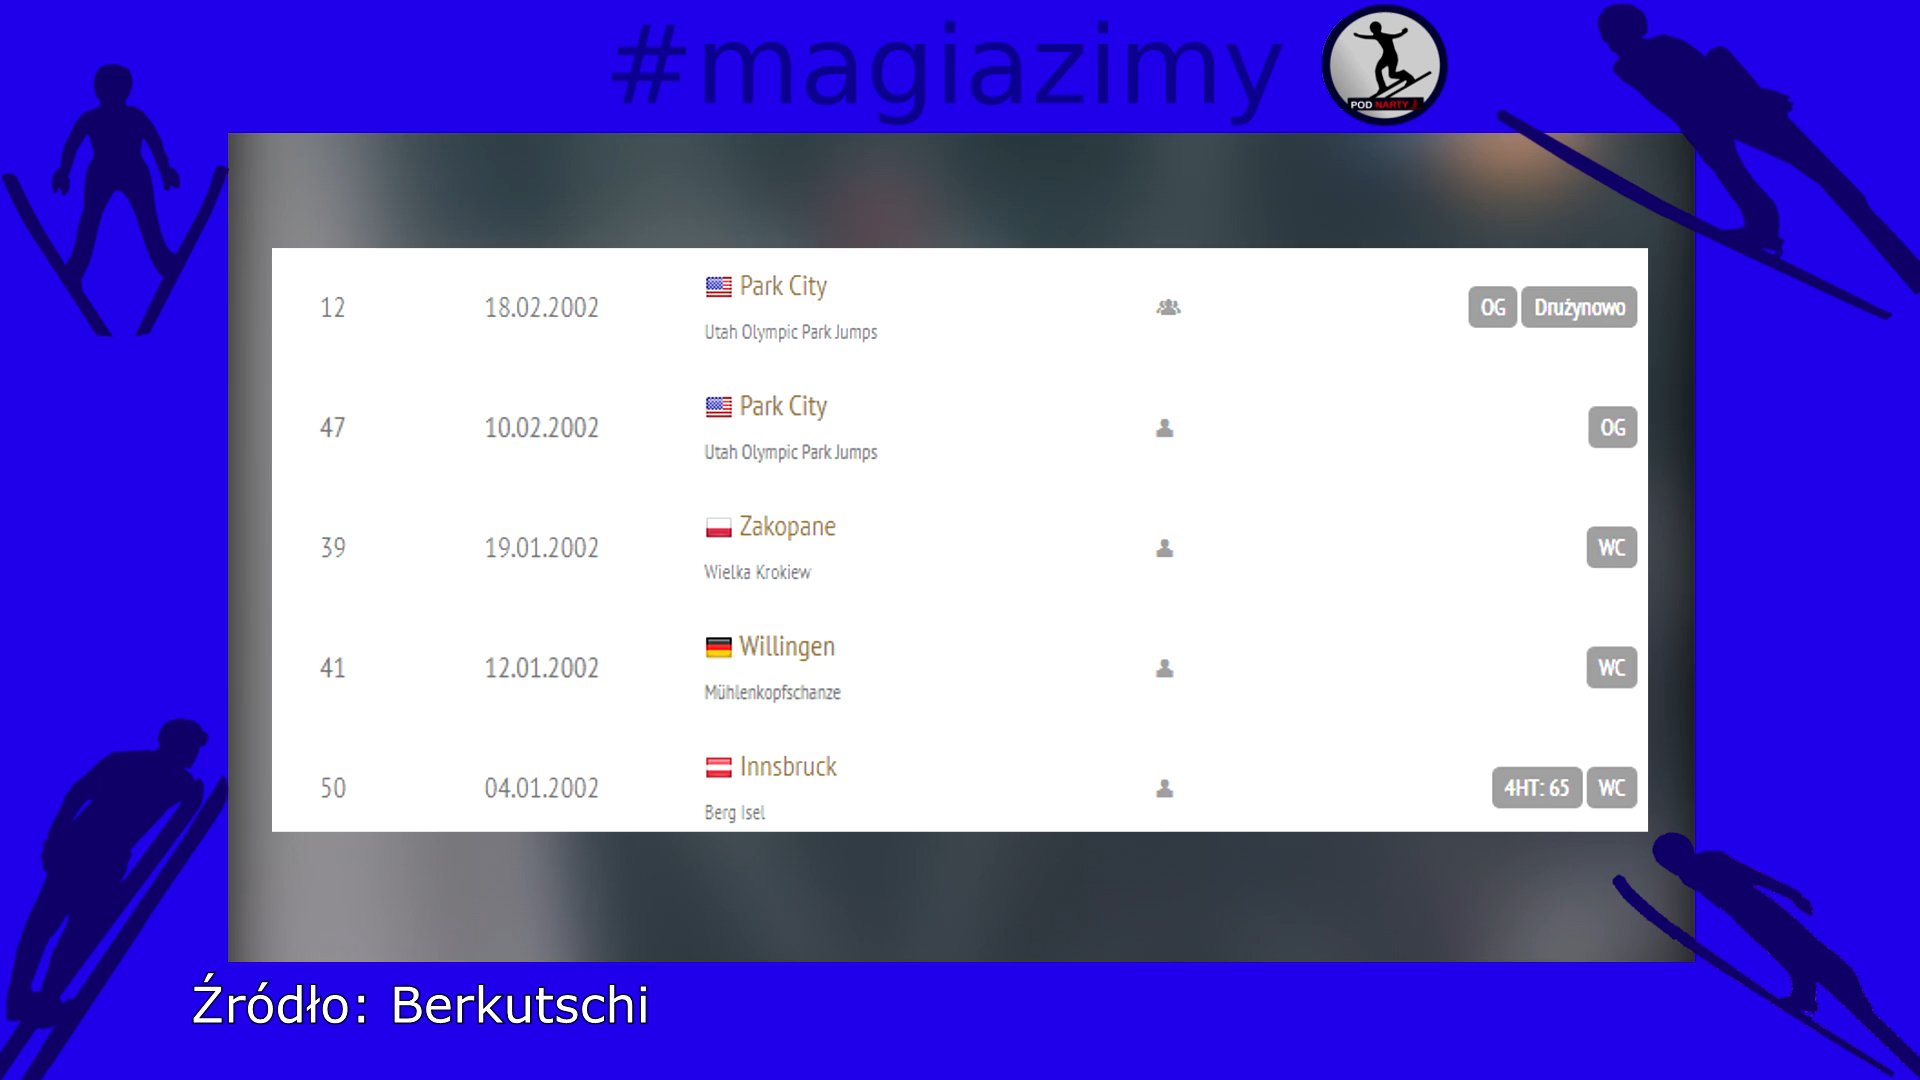 #magiazimy
POD NARTY
12 18.02.2002 Park City OG Drużynowo
Utah Olympic Park Jumps
47 10.02.2002 Park City OG
Utah Olympic Park Jumps
39 19.01.2002 Zakopane WC
Wielka Krokiew
41 12.01.2002 Willingen WC
Mühlenkopfschanze
50 04.01.2002 Innsbruck 4HT: 65 WC
Berg Isel
Źródło: Berkutschi